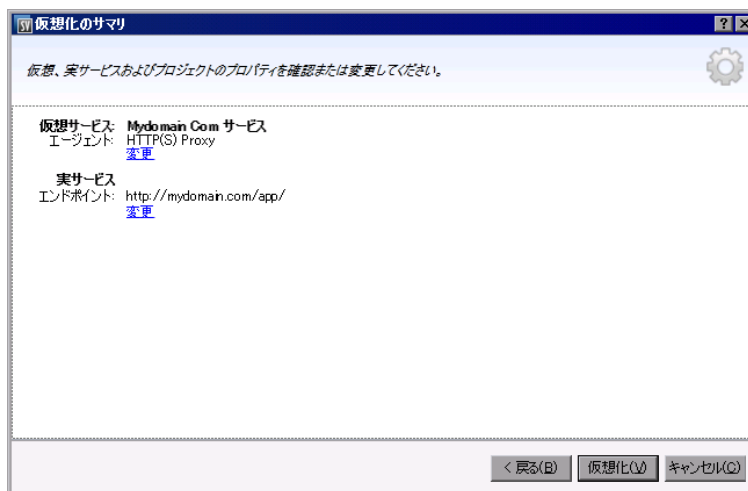 SV 仮想化のサマリ
仮想、実サービスおよびプロジェクトのプロパティを確認または変更してください。
仮想サービス: Mydomain Com サービス
エージェント: HTTP(S) Proxy
変更
実サービス
エンドポイント: http://mydomain.com/app/
変更
< 戻る(B) 仮想化(V) キャンセル(C)